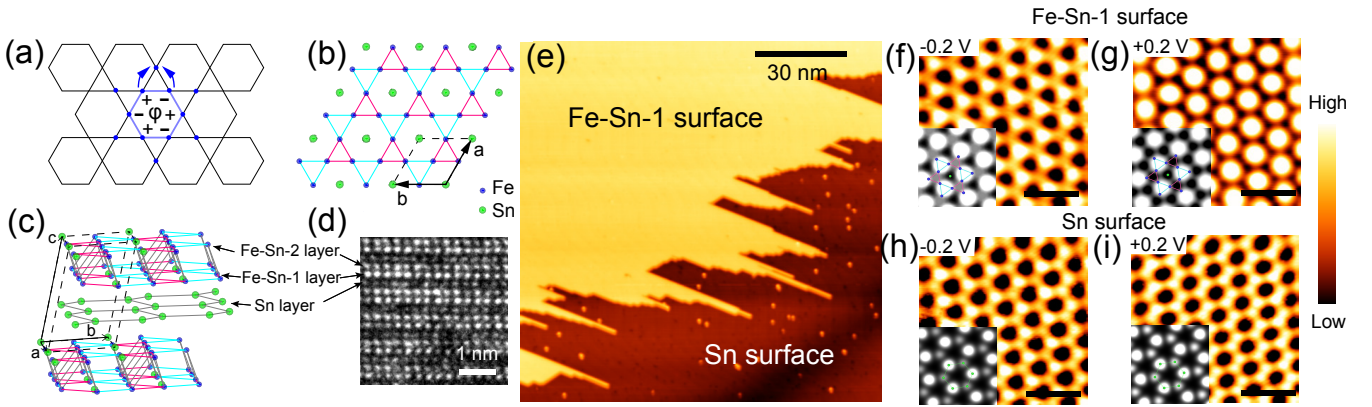 Fe-Sn-1 surface
(a)
+ -
- φ +
+ -
(b)
a
b
Fe
Sn
(c)
c
b
a
Fe-Sn-2 layer
Fe-Sn-1 layer
Sn layer
(d)
1 nm
(e)
30 nm
Fe-Sn-1 surface
Sn surface
(f)
-0.2 V
(g)
+0.2 V
Sn surface
(h)
-0.2 V
(i)
+0.2 V
High
Low